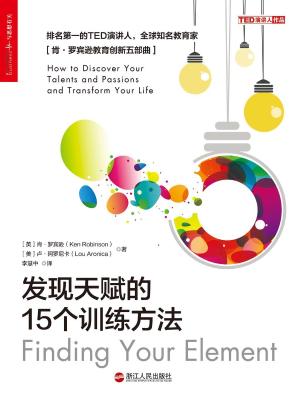 排名第一的TED演讲人，全球知名教育家
[肯·罗宾逊教育创新五部曲]
TED演讲人作品
How to Discover Your
Talents and Passions
and Transform Your Life
[英] 肯·罗宾逊（Ken Robinson）
[美] 卢·阿罗尼卡（Lou Aronica） 著
李慧中 译
发现天赋的
15个训练方法
Finding Your Element
浙江人民出版社